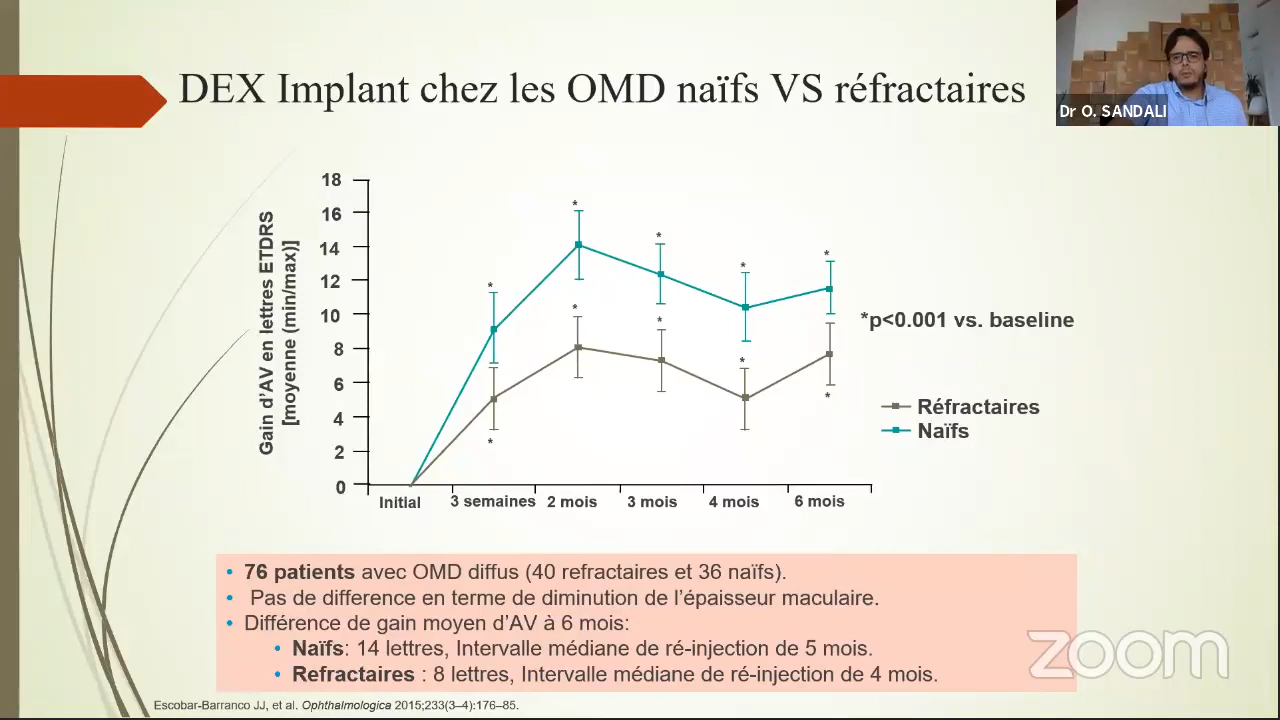 DEX Implant chez les OMD naïfs VS réfractaires
Dr O. SANDALI
Gain d'AV en lettres ETDRS
[moyenne (min/max)]
18
16
14
12
10
8
6
4
2
0
* * * * *
* * * * *
Initial 3 semaines 2 mois 3 mois 4 mois 6 mois
*p<0.001 vs. baseline
Réfractaires
Naïfs
• 76 patients avec OMD diffus (40 refractaires et 36 naïfs).
• Pas de difference en terme de diminution de l'épaisseur maculaire.
• Différence de gain moyen d'AV à 6 mois:
• Naïfs: 14 lettres, Intervalle médiane de ré-injection de 5 mois.
• Refractaires : 8 lettres, Intervalle médiane de ré-injection de 4 mois.
zoom
Escobar-Barranco JJ, et al. Ophthalmologica 2015;233(3–4):176–85.